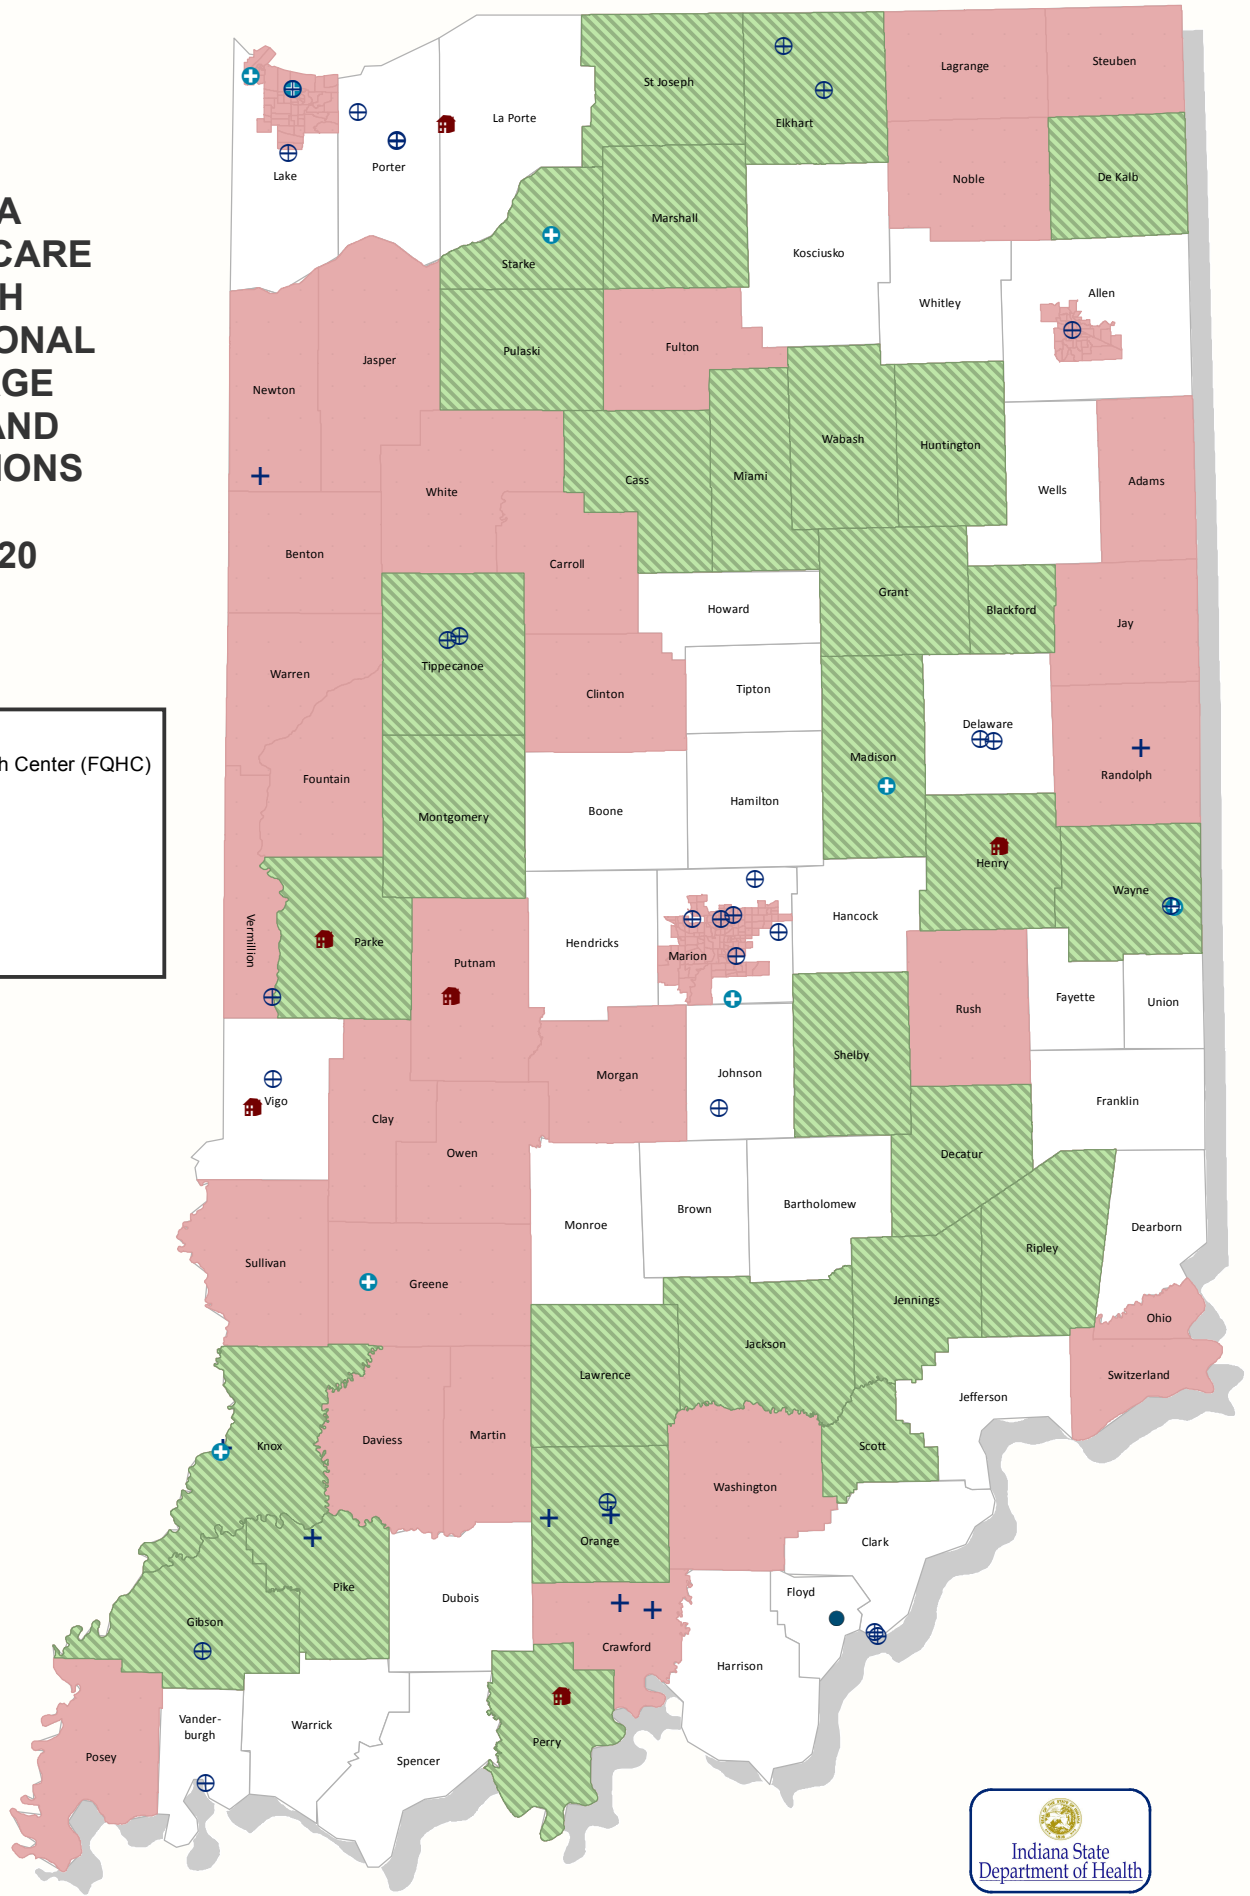 A
CARE
H
ONAL
AGE
AND
IONS
20
h Center (FQHC)
St Joseph
Elkhart
Lagrange
Steuben
La Porte
Lake
Porter
Noble
De Kalb
Marshall
Starke
Kosciusko
Whitley
Allen
Pulaski
Fulton
Jasper
Newton
Wabash
Huntington
Miami
Cass
White
Wells
Adams
Benton
Carroll
Grant
Howard
Blackford
Jay
Tippecanoe
Warren
Clinton
Tipton
Delaware
Madison
Randolph
Fountain
Montgomery
Boone
Hamilton
Henry
Wayne
Vermillion
Parke
Putnam
Hendricks
Marion
Hancock
Rush
Fayette
Union
Vigo
Clay
Morgan
Johnson
Shelby
Franklin
Owen
Decatur
Monroe
Brown
Bartholomew
Dearborn
Ripley
Sullivan
Greene
Jennings
Ohio
Jackson
Lawrence
Switzerland
Jefferson
Knox
Daviess
Martin
Scott
Washington
Orange
Clark
Pike
Dubois
Floyd
Gibson
Crawford
Harrison
Vander-
burgh
Warrick
Perry
Posey
Spencer
Indiana State
Department of Health